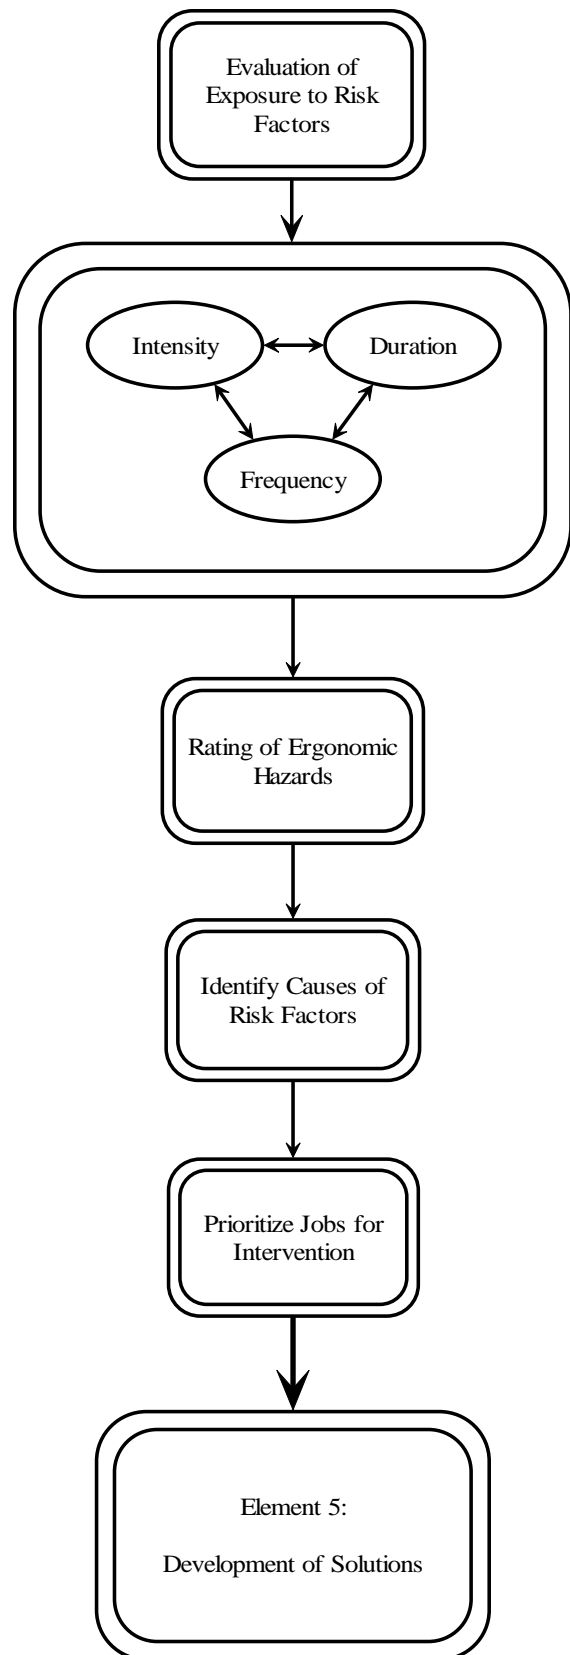 Evaluation of
Exposure to Risk
Factors
Intensity
Duration
Frequency
Rating of Ergonomic
Hazards
Identify Causes of
Risk Factors
Prioritize Jobs for
Intervention
Element 5:
Development of Solutions